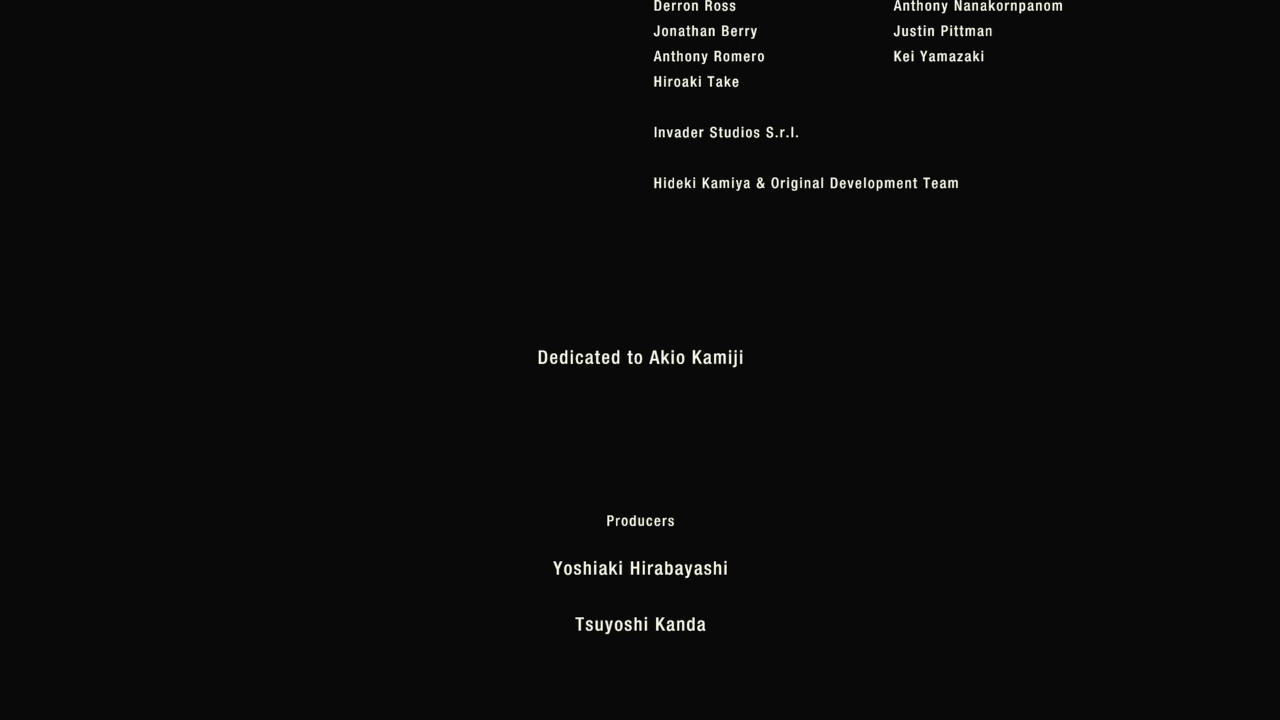 Derron Ross Anthony Nanakornpanom
Jonathan Berry Justin Pittman
Anthony Romero Kei Yamazaki
Hiroaki Take
Invader Studios S.r.l.
Hideki Kamiya & Original Development Team
Dedicated to Akio Kamiji
Producers
Yoshiaki Hirabayashi
Tsuyoshi Kanda